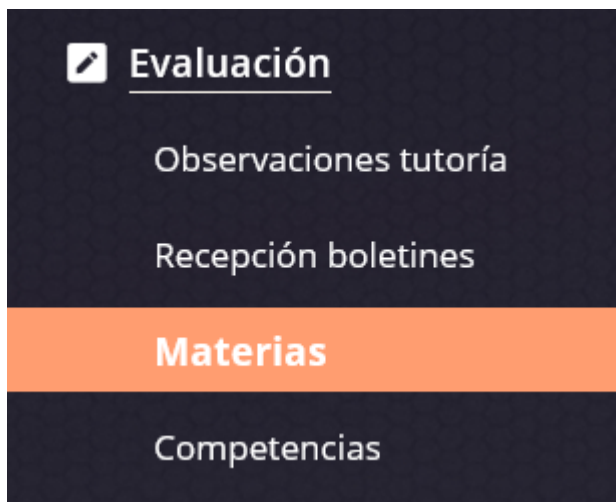 Evaluación
Observaciones tutoría
Recepción boletines
Materias
Competencias